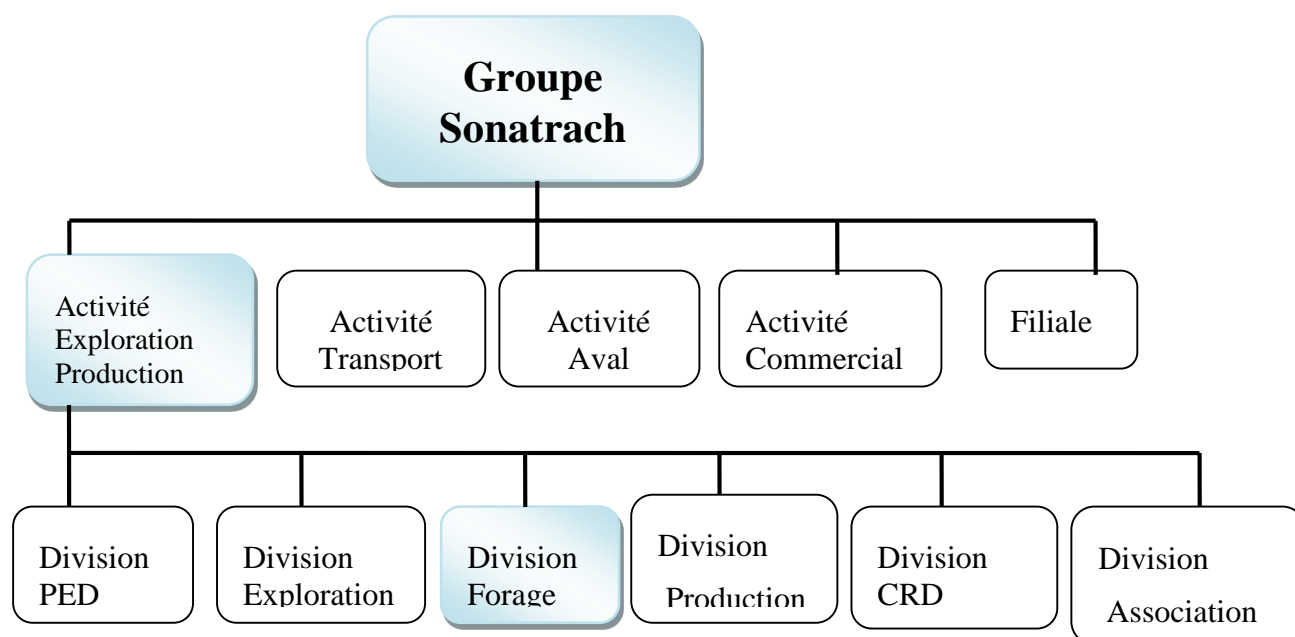 Groupe
Sonatrach
Activité
Exploration
Production
Activité
Transport
Activité
Aval
Activité
Commercial
Filiale
Division
PED
Division
Exploration
Division
Forage
Division
Production
Division
CRD
Division
Association